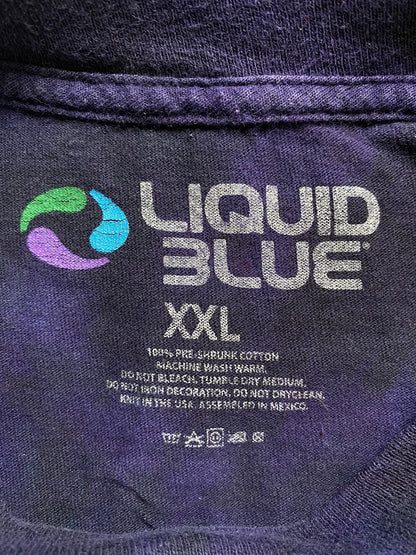 LIQUID
BLUE®
XXL
100% PRE-SHRUNK COTTON
MACHINE WASH WARM.
DO NOT BLEACH, TUMBLE DRY MEDIUM.
DO NOT IRON DECORATION, DO NOT DRYCLEAN.
KNIT IN THE USA. ASSEMBLED IN MEXICO.